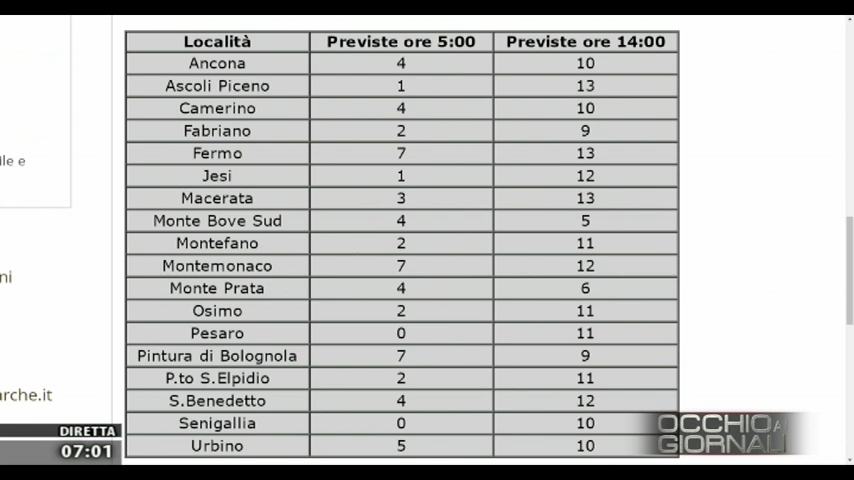 Località Previste ore 5:00 Previste ore 14:00
Ancona 4 10
Ascoli Piceno 1 13
Camerino 4 10
Fabriano 2 9
ile e
Fermo 7 13
Jesi 1 12
Macerata 3 13
Monte Bove Sud 4 5
Montefano 2 11
Montemonaco 7 12
ni
Monte Prata 4 6
Osimo 2 11
Pesaro 0 11
Pintura di Bolognola 7 9
P.to S.Elpidio 2 11
arche.it
S.Benedetto 4 12
Senigallia 0 10
Urbino 5 10
DIRETTA
07:01
OCCHIO AI
GIORNALI